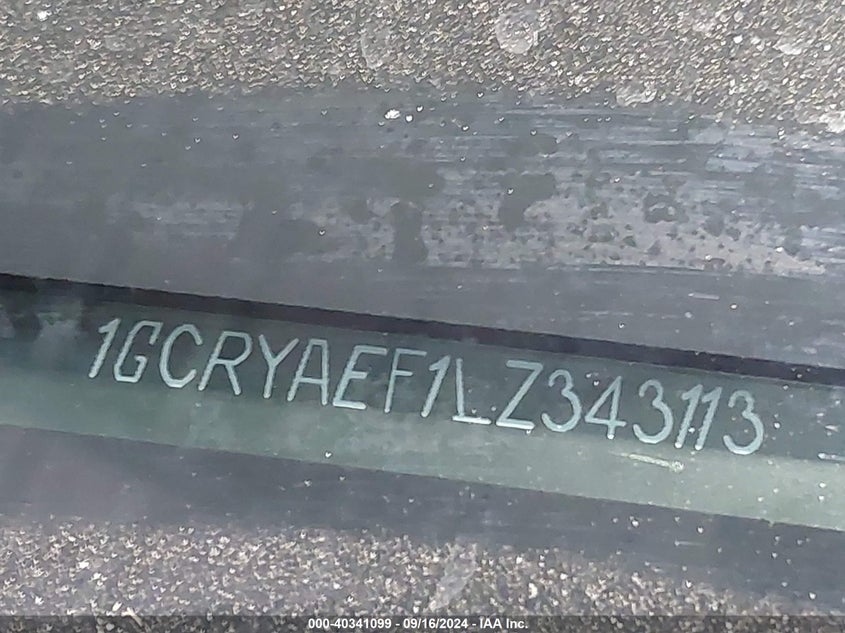 1GCRYAEF1LZ343113
000-40341099 - 09/16/2024 - IAA Inc.